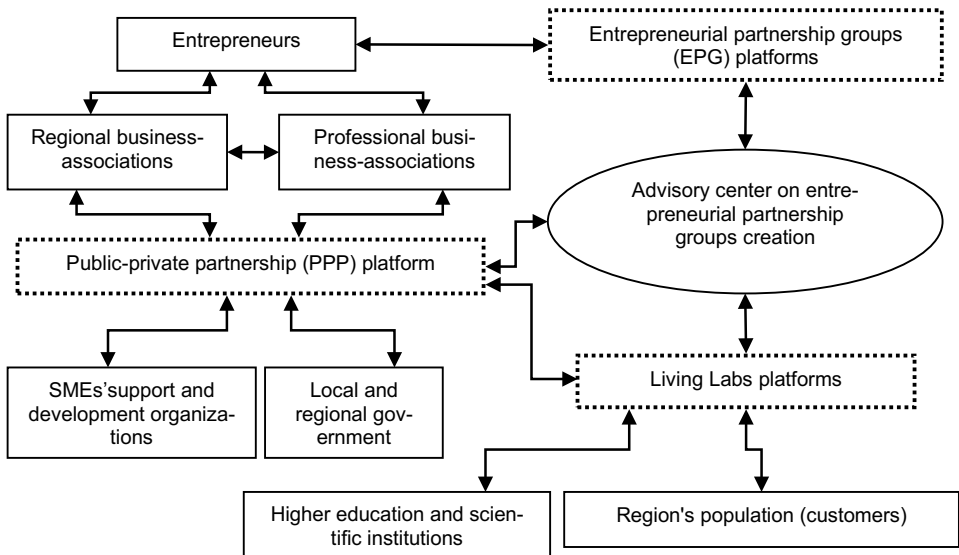 Entrepreneurs
Entrepreneurial partnership groups
(EPG) platforms
Regional business-
associations
Professional busi-
ness-associations
Advisory center on entre-
preneurial partnership
groups creation
Public-private partnership (PPP) platform
SMEs’support and
development organiza-
tions
Local and
regional gov-
ernment
Living Labs platforms
Higher education and scien-
tific institutions
Region's population (customers)